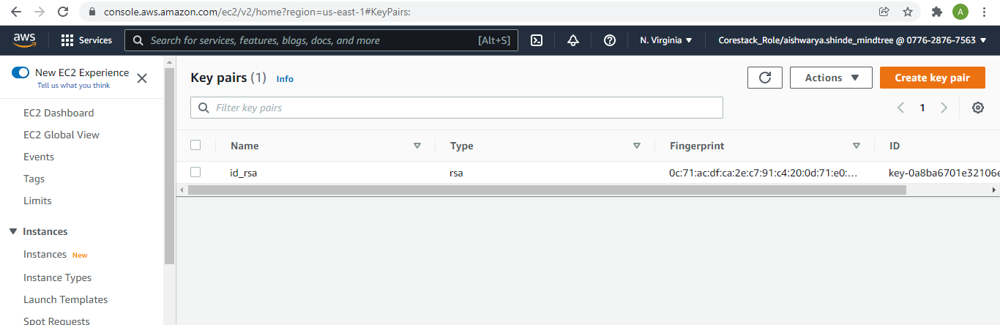 console.aws.amazon.com/ec2/v2/home?region=us-east-1#KeyPairs:
A
aws
Services
Search for services, features, blogs, docs, and more
[Alt+S]
N. Virginia
Corestack_Role/aishwarya.shinde_mindtree @ 0776-2876-7563
New EC2 Experience
Tell us what you think
EC2 Dashboard
EC2 Global View
Events
Tags
Limits
Instances
Instances New
Instance Types
Launch Templates
Spot Requests
Key pairs (1) Info
Actions
Create key pair
Filter key pairs
1
Name Type Fingerprint ID
id_rsa rsa 0c:71:ac:df:ca:2e:c7:91:c4:20:0d:71:e0:… key-0a8ba6701e32106e